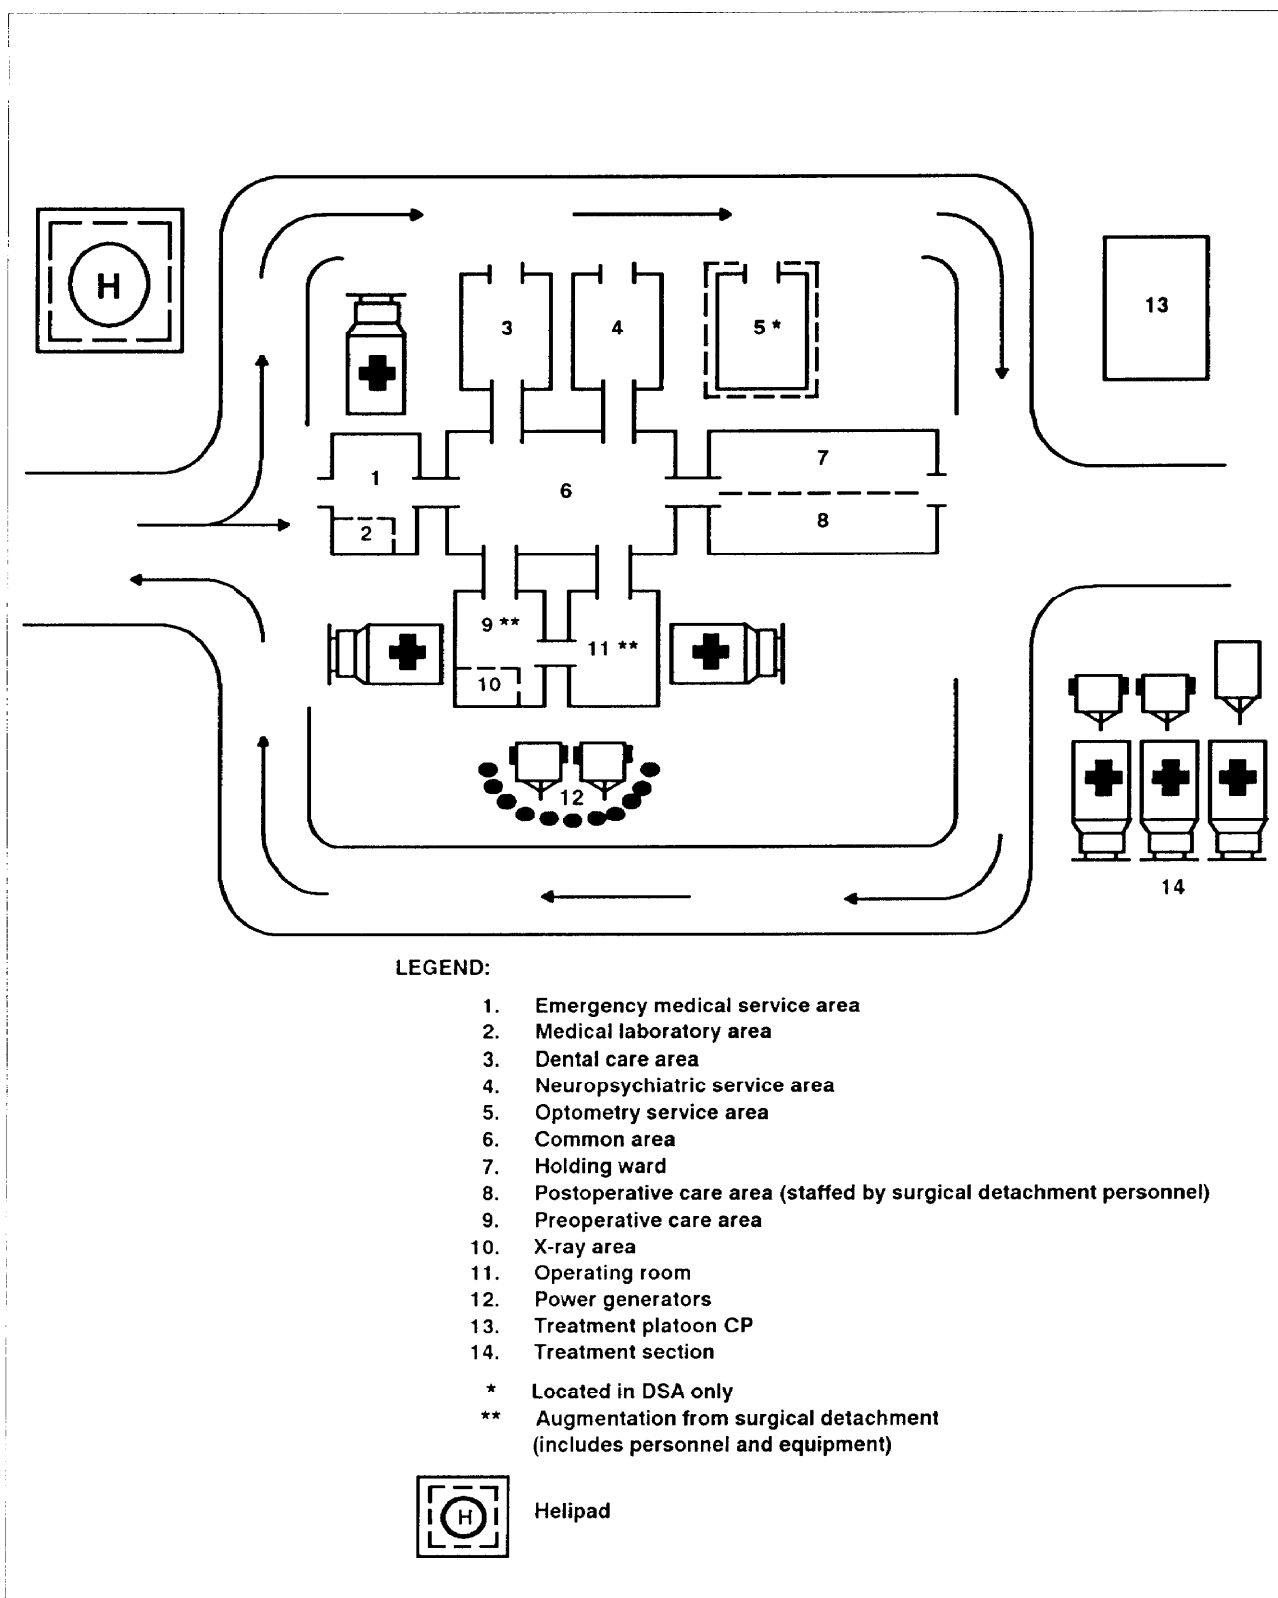 H
13
3
4
5 *
1
7
6
2
8
9 **
11 **
10
12
14
LEGEND:
1. Emergency medical service area
2. Medical laboratory area
3. Dental care area
4. Neuropsychiatric service area
5. Optometry service area
6. Common area
7. Holding ward
8. Postoperative care area (staffed by surgical detachment personnel)
9. Preoperative care area
10. X-ray area
11. Operating room
12. Power generators
13. Treatment platoon CP
14. Treatment section
* Located in DSA only
** Augmentation from surgical detachment
(includes personnel and equipment)
H Helipad